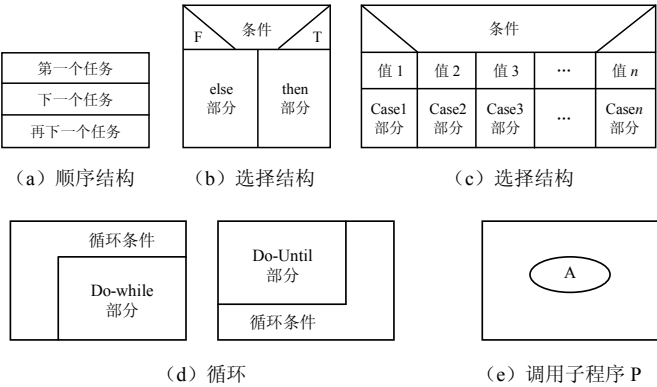 条件
F
T
else
部分
then
部分
条件
值 1
值 2
值 3
...
值 n
Case1
部分
Case2
部分
Case3
部分
...
Casen
部分
第一个任务
下一个任务
再下一个任务
（a）顺序结构
（b）选择结构
（c）选择结构
循环条件
Do-while
部分
Do-Until
部分
循环条件
A
（d）循环
（e）调用子程序 P